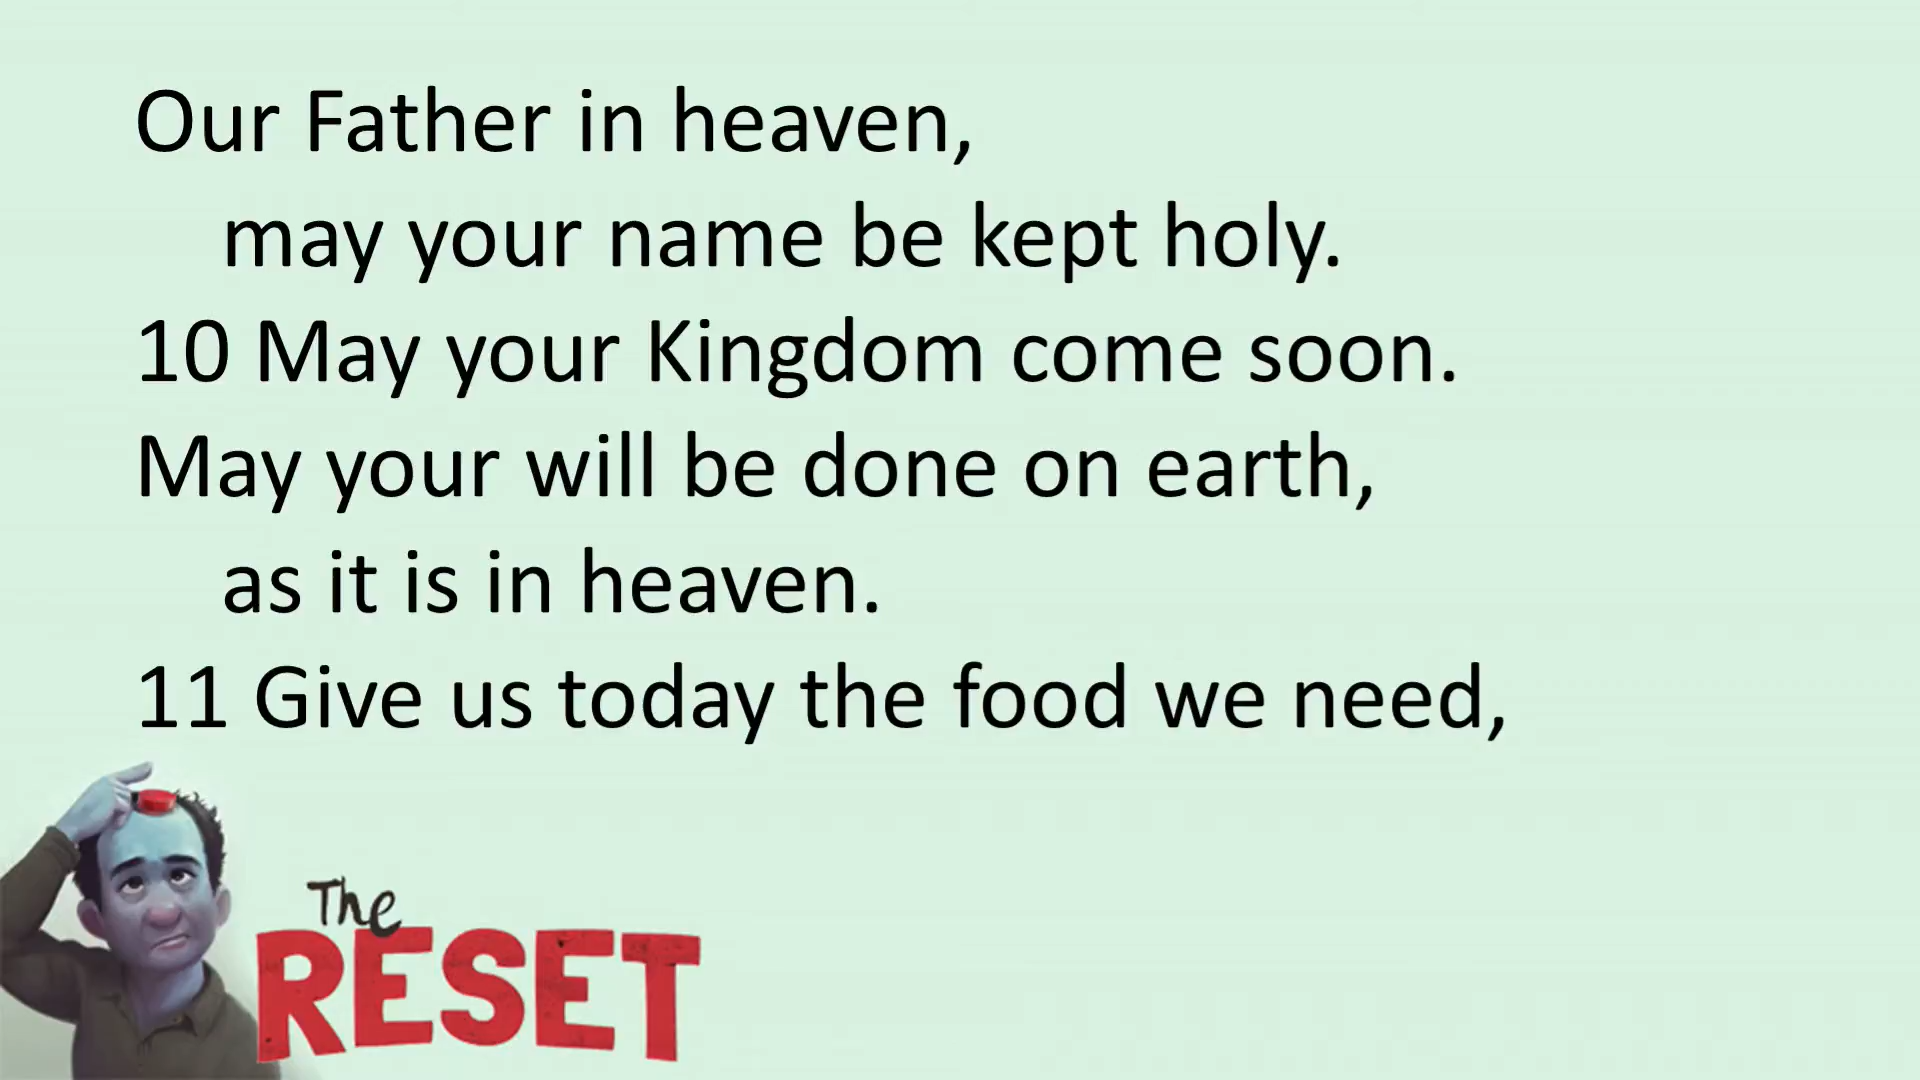 Our Father in heaven,
may your name be kept holy.
10 May your Kingdom come soon.
May your will be done on earth,
as it is in heaven.
11 Give us today the food we need,
The
RESET